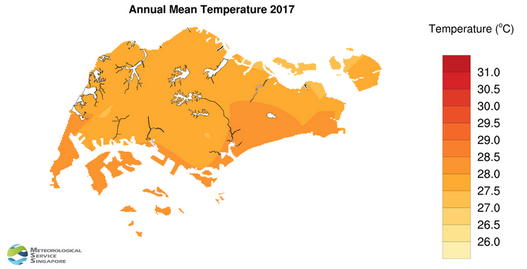 Annual Mean Temperature 2017
Temperature (°C)
31.0
30.5
30.0
29.5
29.0
28.5
28.0
27.5
27.0
26.5
26.0
METEOROLOGICAL
SERVICE
SINGAPORE